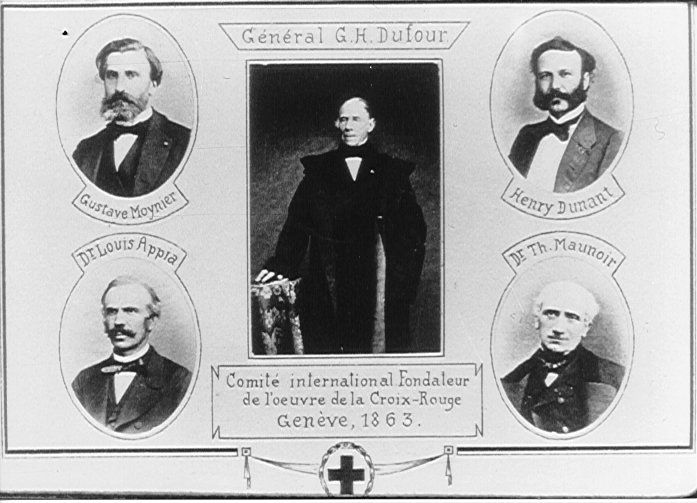 Général G.H. Dufour.
Gustave Moynier
Henry Dunant
Dr Louis Appia
Dr Th. Maunoir
Comité international Fondateur
de l'oeuvre de la Croix-Rouge
Genève, 1863.